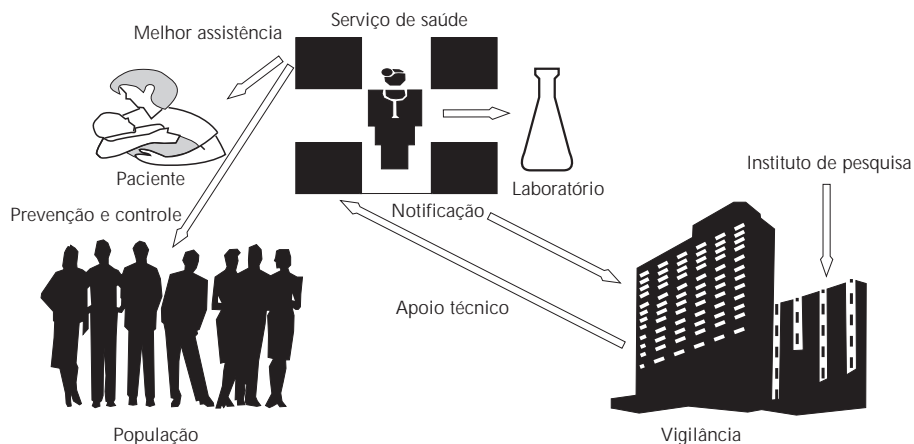 Serviço de saúde
Melhor assistência
Paciente
Laboratório
Instituto de pesquisa
Prevenção e controle
Notificação
Apoio técnico
População
Vigilância